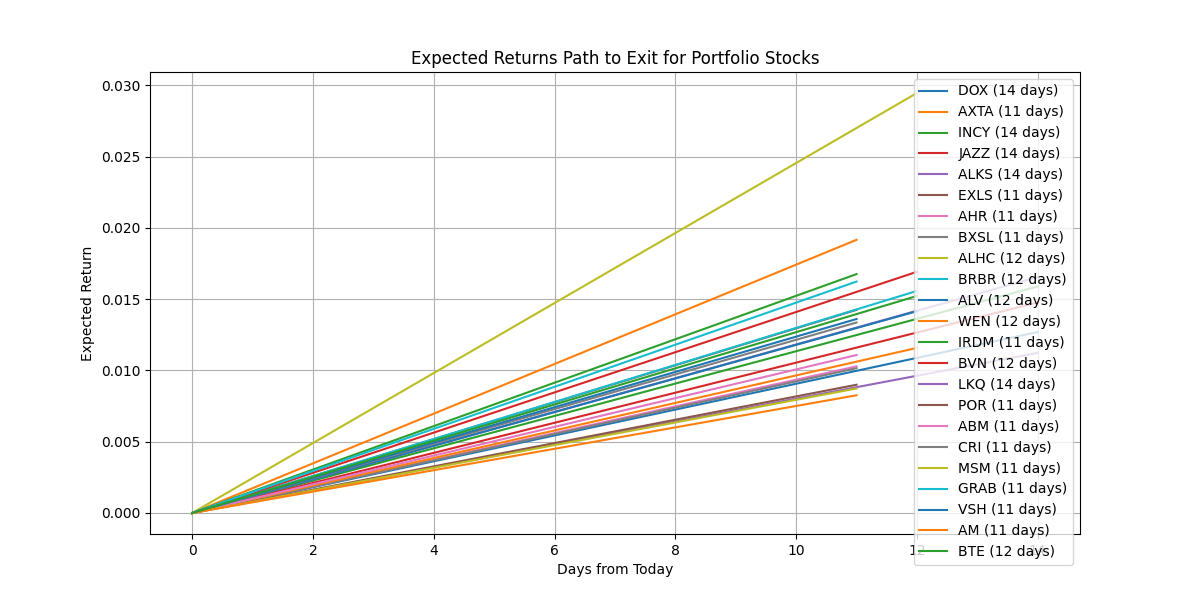 Expected Returns Path to Exit for Portfolio Stocks
Expected Return
0.030
0.025
0.020
0.015
0.010
0.005
0.000
0 2 4 6 8 10 12 14
Days from Today
DOX (14 days)
AXTA (11 days)
INCY (14 days)
JAZZ (14 days)
ALKS (14 days)
EXLS (11 days)
AHR (11 days)
BXSL (11 days)
ALHC (12 days)
BRBR (12 days)
ALV (12 days)
WEN (12 days)
IRDM (11 days)
BVN (12 days)
LKQ (14 days)
POR (11 days)
ABM (11 days)
CRI (11 days)
MSM (11 days)
GRAB (11 days)
VSH (11 days)
AM (11 days)
BTE (12 days)